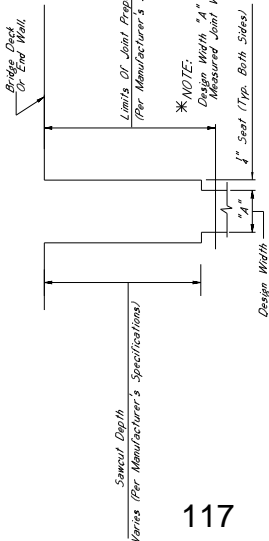 Bridge Deck
Or End Wall.
Limits Of Joint Prep
(Per Manufacturer's
* NOTE:
Design Width "A"
Measured Joint
1/4" Seat (Typ. Both Sides)
"A"
Design Width
Sawcut Depth
Varies (Per Manufacturer's Specifications)
117